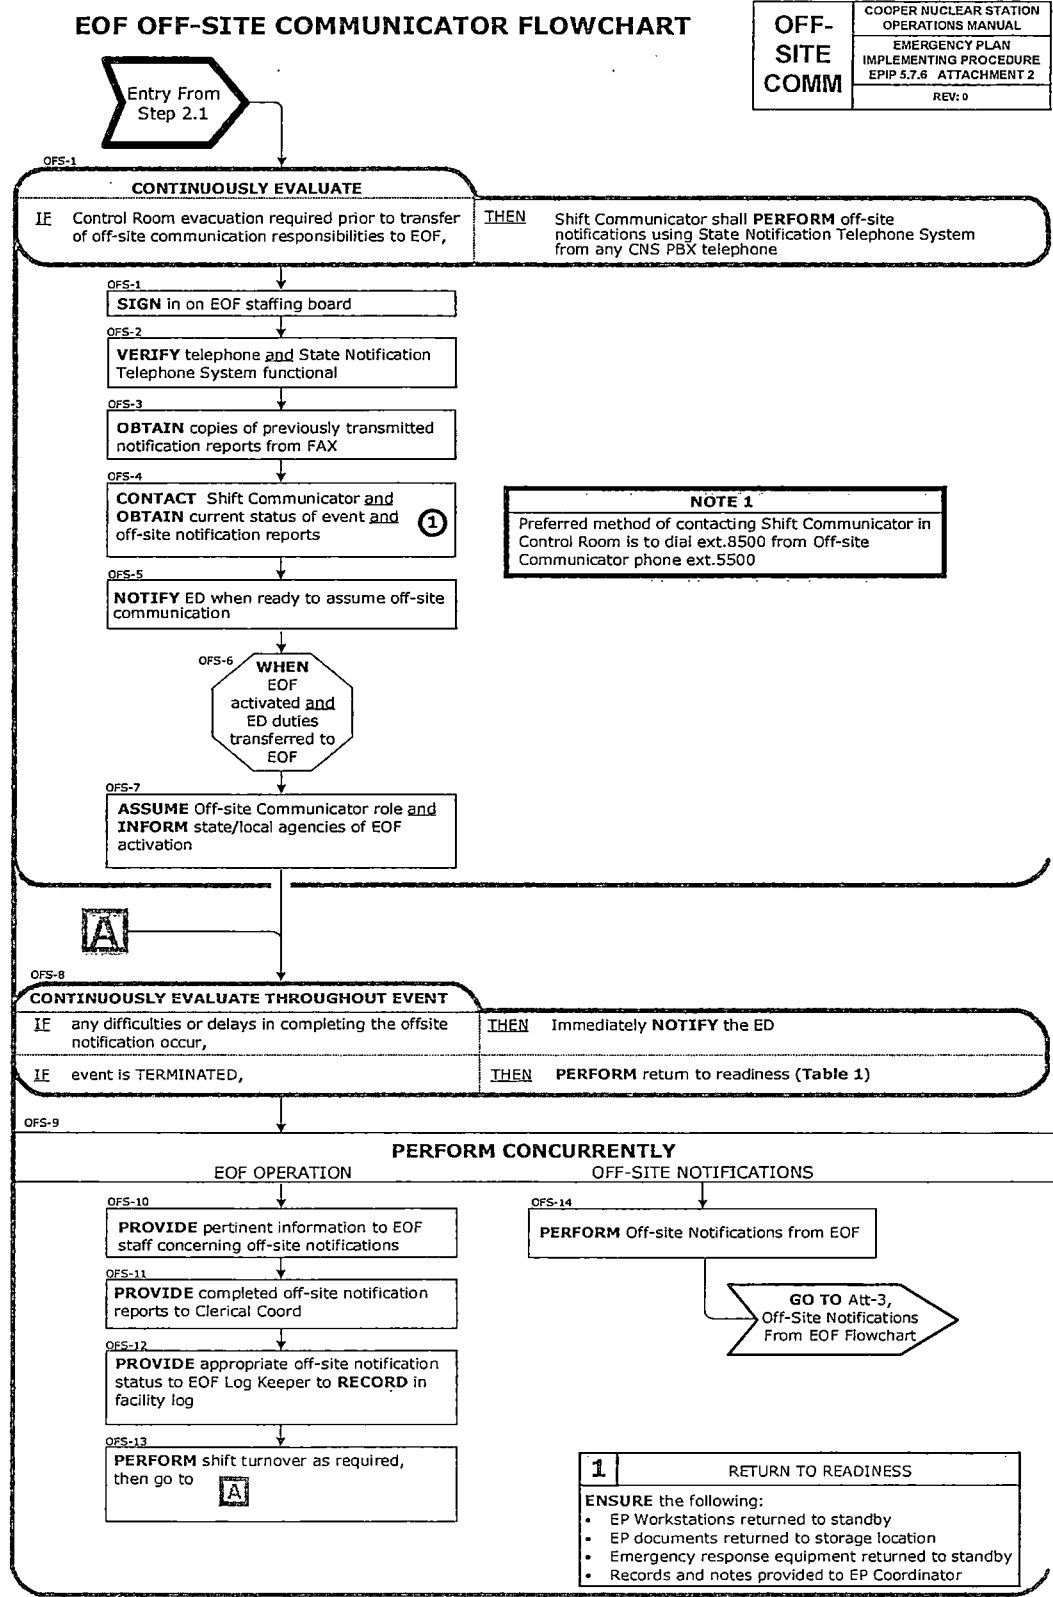 EOF OFF-SITE COMMUNICATOR FLOWCHART
OFF-
SITE
COMM
COOPER NUCLEAR STATION
OPERATIONS MANUAL
EMERGENCY PLAN
IMPLEMENTING PROCEDURE
EPIP 5.7.6 ATTACHMENT 2
REV: 0
Entry From
Step 2.1
OFS-1
CONTINUOUSLY EVALUATE
IF Control Room evacuation required prior to transfer
of off-site communication responsibilities to EOF,
THEN Shift Communicator shall PERFORM off-site
notifications using State Notification Telephone System
from any CNS PBX telephone
OFS-1
SIGN in on EOF staffing board
OFS-2
VERIFY telephone and State Notification
Telephone System functional
OFS-3
OBTAIN copies of previously transmitted
notification reports from FAX
OFS-4
CONTACT Shift Communicator and
OBTAIN current status of event and
off-site notification reports
1
NOTE 1
Preferred method of contacting Shift Communicator in
Control Room is to dial ext.8500 from Off-site
Communicator phone ext.5500
OFS-5
NOTIFY ED when ready to assume off-site
communication
OFS-6
WHEN
EOF
activated and
ED duties
transferred to
EOF
OFS-7
ASSUME Off-site Communicator role and
INFORM state/local agencies of EOF
activation
A
OFS-8
CONTINUOUSLY EVALUATE THROUGHOUT EVENT
IF any difficulties or delays in completing the offsite
notification occur,
THEN Immediately NOTIFY the ED
IF event is TERMINATED,
THEN PERFORM return to readiness (Table 1)
OFS-9
PERFORM CONCURRENTLY
EOF OPERATION
OFF-SITE NOTIFICATIONS
OFS-10
PROVIDE pertinent information to EOF
staff concerning off-site notifications
OFS-11
PROVIDE completed off-site notification
reports to Clerical Coord
OFS-12
PROVIDE appropriate off-site notification
status to EOF Log Keeper to RECORD in
facility log
OFS-13
PERFORM shift turnover as required,
then go to
A
OFS-14
PERFORM Off-site Notifications from EOF
GO TO Att-3,
Off-Site Notifications
From EOF Flowchart
1 RETURN TO READINESS
ENSURE the following:
• EP Workstations returned to standby
• EP documents returned to storage location
• Emergency response equipment returned to standby
• Records and notes provided to EP Coordinator